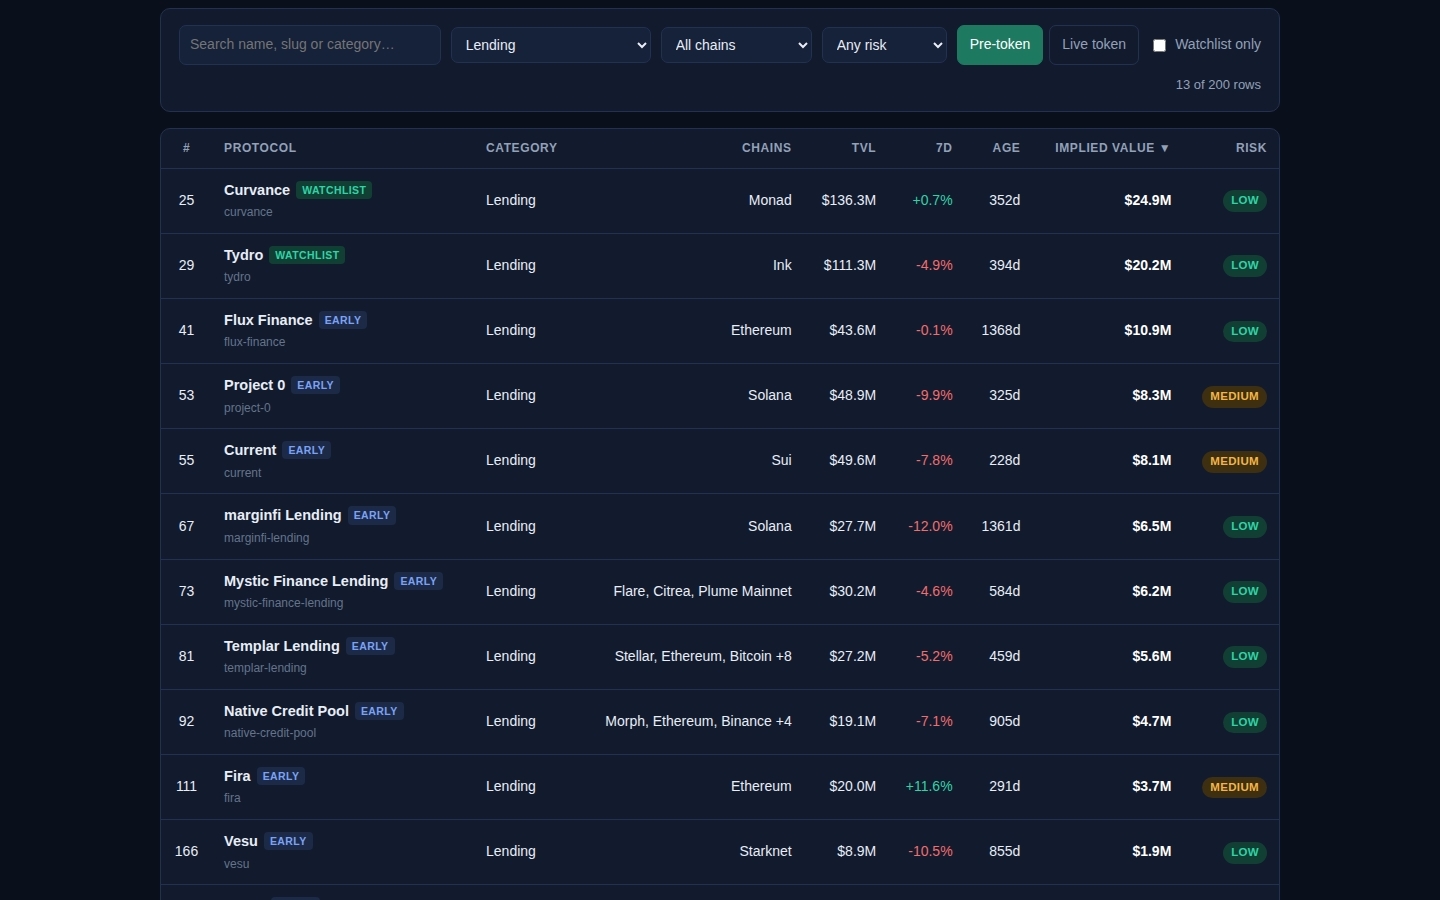 Search name, slug or category… Lending All chains Any risk Pre-token Live token Watchlist only
13 of 200 rows
# PROTOCOL CATEGORY CHAINS TVL 7D AGE IMPLIED VALUE ▼ RISK
25 Curvance WATCHLIST Lending Monad $136.3M +0.7% 352d $24.9M LOW
curvance
29 Tydro WATCHLIST Lending Ink $111.3M -4.9% 394d $20.2M LOW
tydro
41 Flux Finance EARLY Lending Ethereum $43.6M -0.1% 1368d $10.9M LOW
flux-finance
53 Project 0 EARLY Lending Solana $48.9M -9.9% 325d $8.3M MEDIUM
project-0
55 Current EARLY Lending Sui $49.6M -7.8% 228d $8.1M MEDIUM
current
67 marginfi Lending EARLY Lending Solana $27.7M -12.0% 1361d $6.5M LOW
marginfi-lending
73 Mystic Finance Lending EARLY Lending Flare, Citrea, Plume Mainnet $30.2M -4.6% 584d $6.2M LOW
mystic-finance-lending
81 Templar Lending EARLY Lending Stellar, Ethereum, Bitcoin +8 $27.2M -5.2% 459d $5.6M LOW
templar-lending
92 Native Credit Pool EARLY Lending Morph, Ethereum, Binance +4 $19.1M -7.1% 905d $4.7M LOW
native-credit-pool
111 Fira EARLY Lending Ethereum $20.0M +11.6% 291d $3.7M MEDIUM
fira
166 Vesu EARLY Lending Starknet $8.9M -10.5% 855d $1.9M LOW
vesu